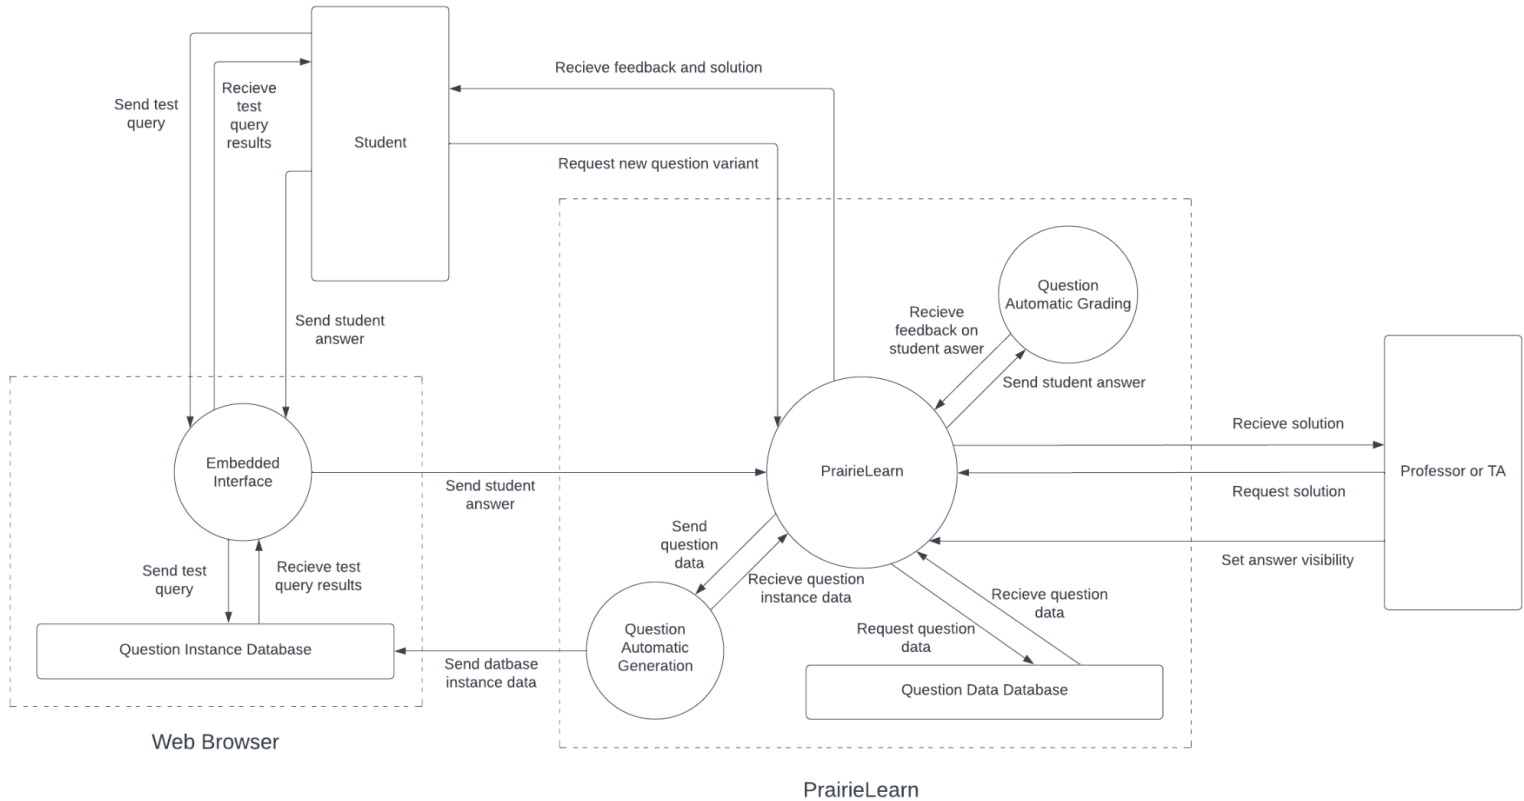 Recieve feedback and solution
Send test
query
Recieve
test
query
results
Student
Request new question variant
Question
Automatic Grading
Send student
answer
Recieve
feedback on
student aswer
Send student answer
Recieve solution
Embedded
Interface
PrairieLearn
Professor or TA
Send student
answer
Request solution
Send
question
data
Set answer visibility
Send test
query
Recieve test
query results
Recieve question
instance data
Recieve question
data
Question
Automatic
Generation
Request question
data
Question Instance Database
Send datbase
instance data
Question Data Database
Web Browser
PrairieLearn